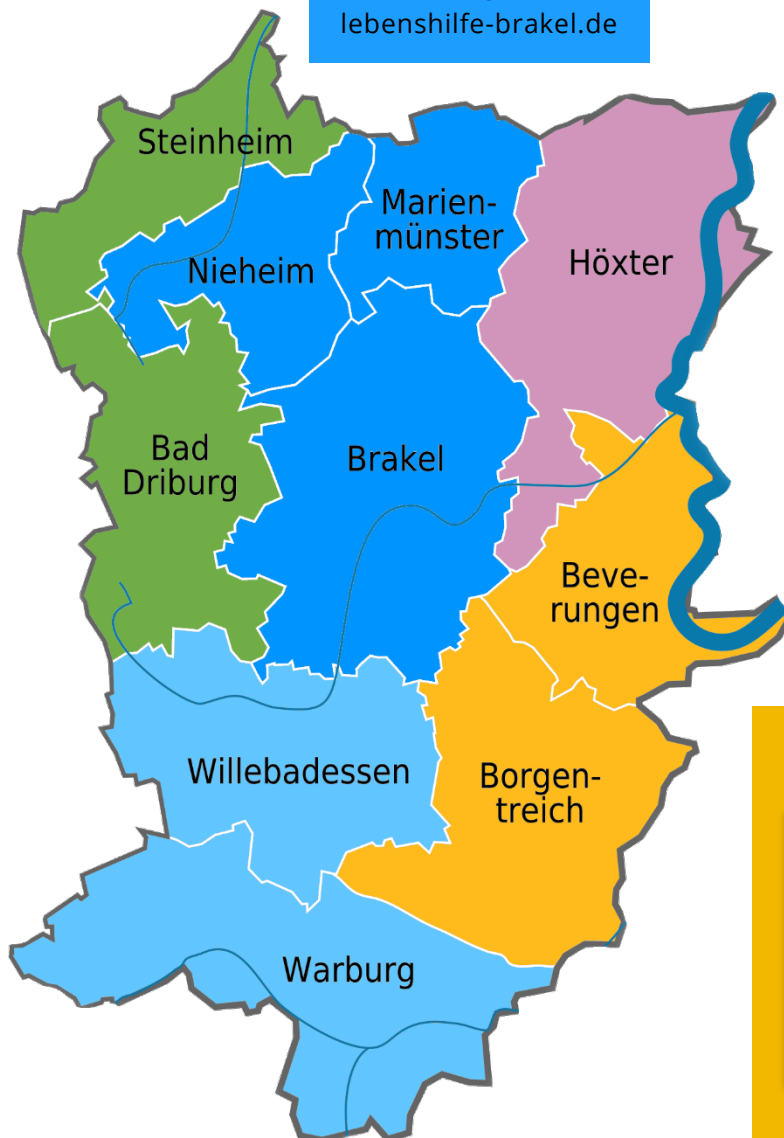 lebenshilfe-brakel.de
Steinheim
Marien-
münster
Nieheim
Höxter
Bad
Driburg
Brakel
Beve-
rungen
Willebadessen
Borgen-
treich
Warburg